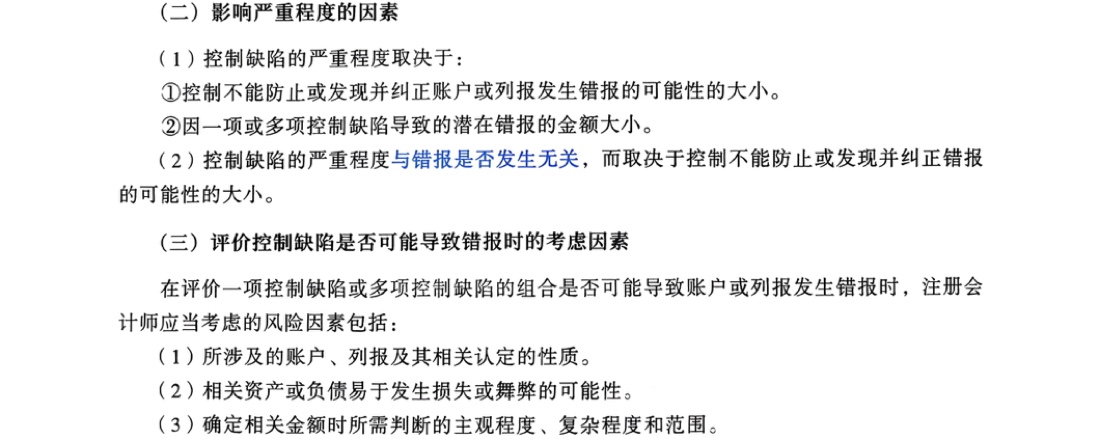 （二）影响严重程度的因素
（1）控制缺陷的严重程度取决于：
①控制不能防止或发现并纠正账户或列报发生错报的可能性的大小。
②因一项或多项控制缺陷导致的潜在错报的金额大小。
（2）控制缺陷的严重程度与错报是否发生无关，而取决于控制不能防止或发现并纠正错报
的可能性的大小。
（三）评价控制缺陷是否可能导致错报时的考虑因素
在评价一项控制缺陷或多项控制缺陷的组合是否可能导致账户或列报发生错报时，注册会
计师应当考虑的风险因素包括：
（1）所涉及的账户、列报及其相关认定的性质。
（2）相关资产或负债易于发生损失或舞弊的可能性。
（3）确定相关金额时所需判断的主观程度、复杂程度和范围。